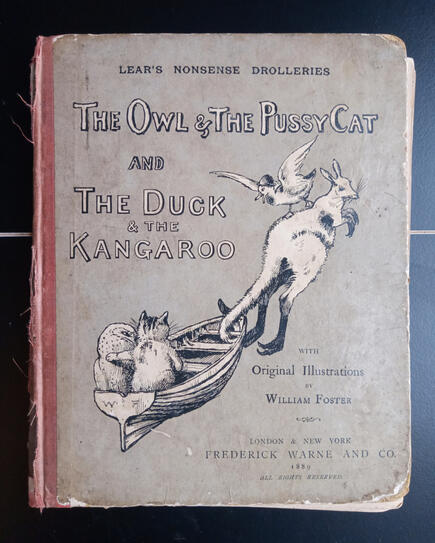 LEAR'S NONSENSE DROLLERIES
THE OWL & THE PUSSY CAT
AND
THE DUCK
& THE
KANGAROO
WITH
Original Illustrations
BY
WILLIAM FOSTER
LONDON & NEW YORK
FREDERICK WARNE AND CO.
1889
ALL RIGHTS RESERVED.